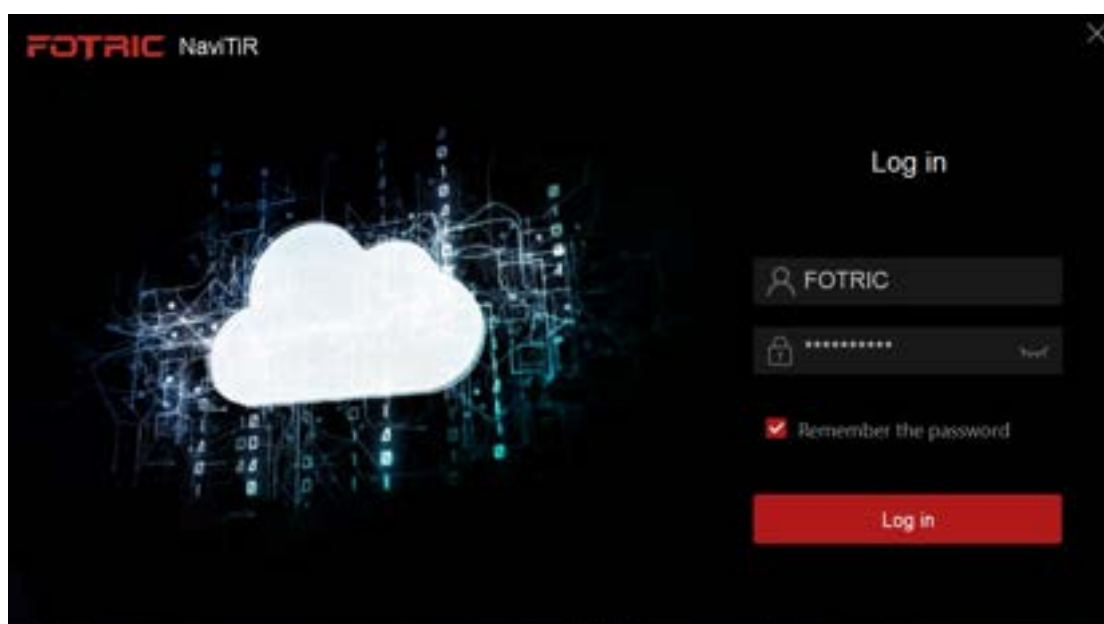 FOTRIC NaviTIR
Log in
FOTRIC
**********
Remember the password
Log in